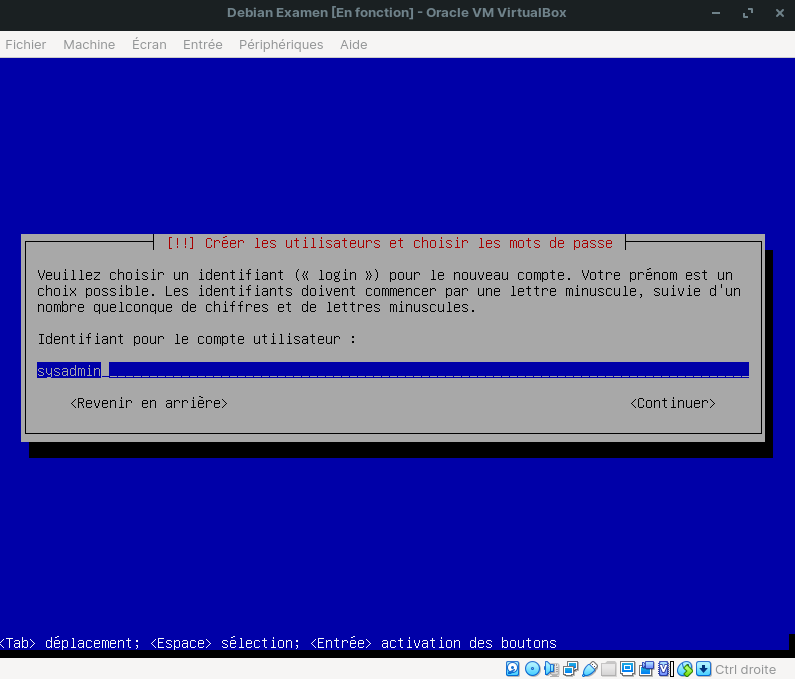 Debian Examen [En fonction] - Oracle VM VirtualBox
Fichier Machine Écran Entrée Périphériques Aide
[!!] Créer les utilisateurs et choisir les mots de passe
Veuillez choisir un identifiant (« login ») pour le nouveau compte. Votre prénom est un
choix possible. Les identifiants doivent commencer par une lettre minuscule, suivie d'un
nombre quelconque de chiffres et de lettres minuscules.
Identifiant pour le compte utilisateur :
sysadmin
<Revenir en arrière> <Continuer>
<Tab> déplacement; <Espace> sélection; <Entrée> activation des boutons
Ctrl droite